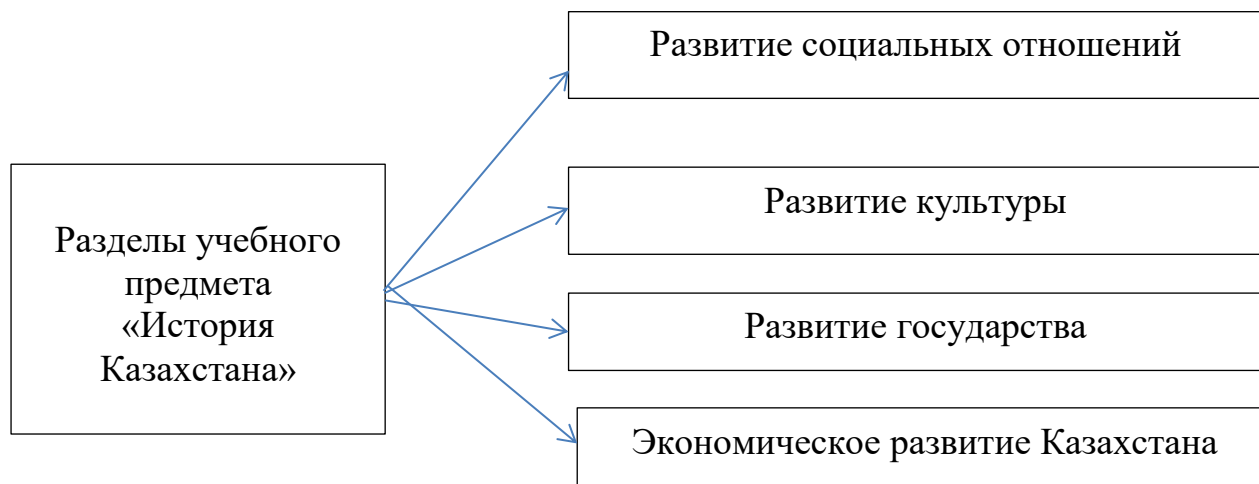 Разделы учебного
предмета
«История
Казахстана»
Развитие социальных отношений
Развитие культуры
Развитие государства
Экономическое развитие Казахстана